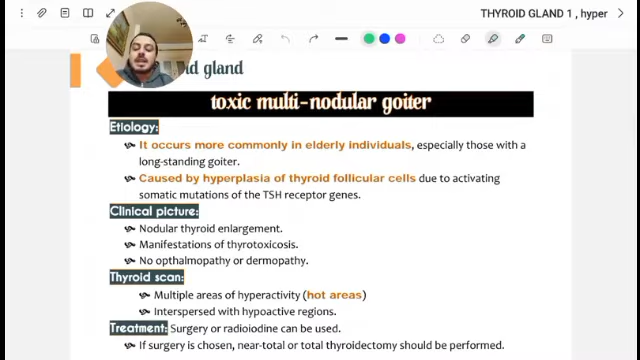 THYROID GLAND 1 , hyper
d gland
toxic multi-nodular goiter
Etiology:
It occurs more commonly in elderly individuals, especially those with a
long-standing goiter.
Caused by hyperplasia of thyroid follicular cells due to activating
somatic mutations of the TSH receptor genes.
Clinical picture:
Nodular thyroid enlargement.
Manifestations of thyrotoxicosis.
No opthalmopathy or dermopathy.
Thyroid scan:
Multiple areas of hyperactivity (hot areas)
Interspersed with hypoactive regions.
Treatment: Surgery or radioiodine can be used.
If surgery is chosen, near-total or total thyroidectomy should be performed.